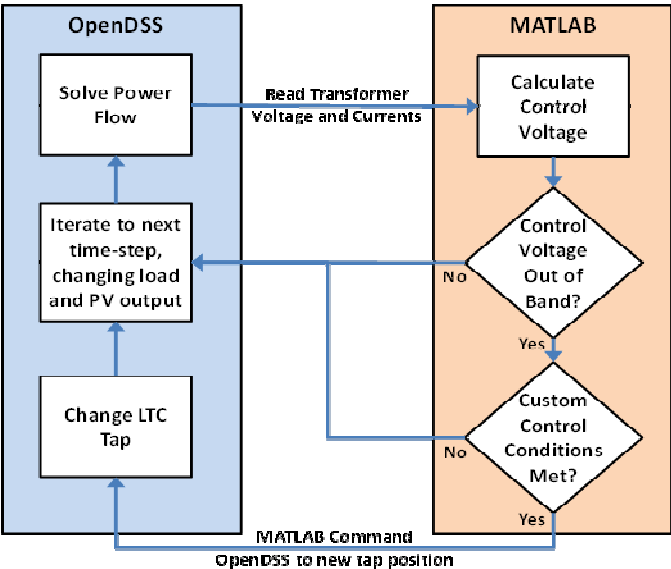 OpenDSS
MATLAB
Solve Power
Flow
Read Transformer
Voltage and Currents
Calculate
Control
Voltage
Iterate to next
time-step,
changing load
and PV output
Control
Voltage
Out of
Band?
No
Yes
Change LTC
Tap
Custom
Control
Conditions
Met?
No
Yes
MATLAB Command
OpenDSS to new tap position